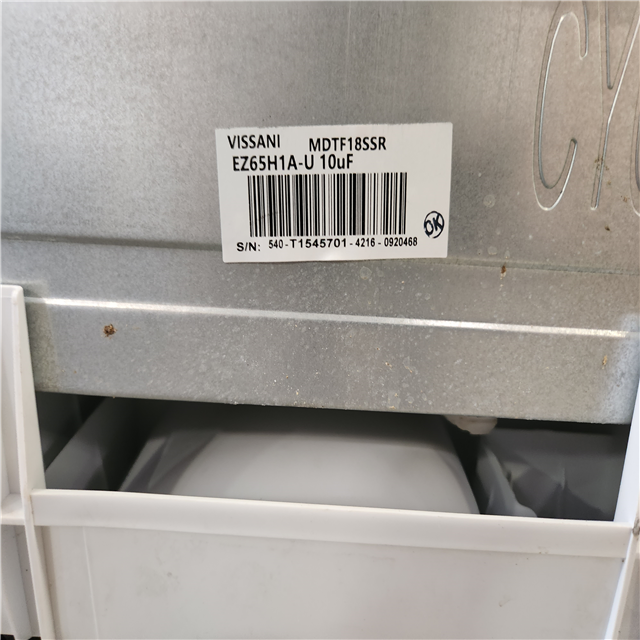 VISSANI MDTF18SSR
EZ65H1A-U 10uF
S/N: 540-T1545701-4216-0920468
OK